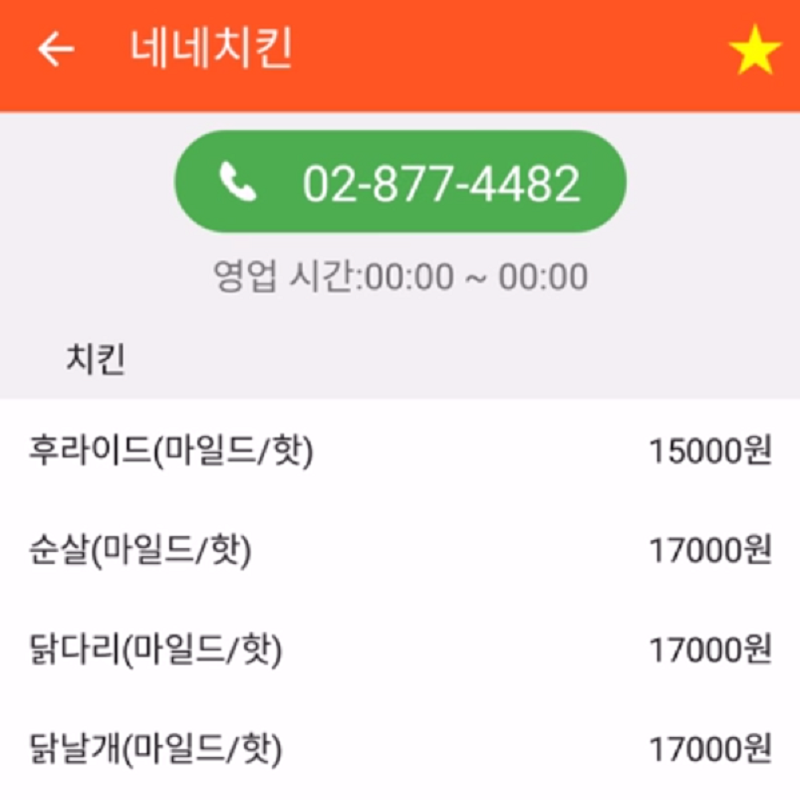 네네치킨
02-877-4482
영업 시간:00:00 ~ 00:00
치킨
후라이드(마일드/핫) 15000원
순살(마일드/핫) 17000원
닭다리(마일드/핫) 17000원
닭날개(마일드/핫) 17000원